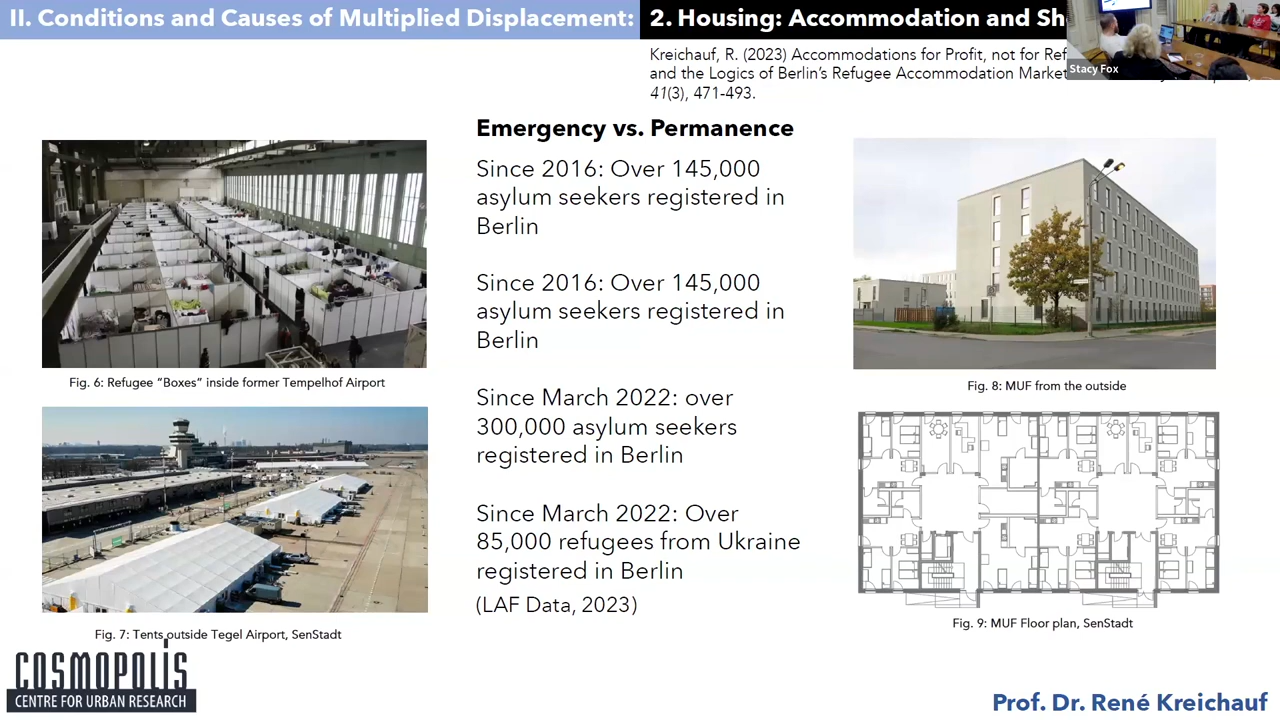 II. Conditions and Causes of Multiplied Displacement:
2. Housing: Accommodation and Sh
Stacy Fox
Kreichauf, R. (2023) Accommodations for Profit, not for Ref
and the Logics of Berlin's Refugee Accommodation Market
41(3), 471-493.
Emergency vs. Permanence
Since 2016: Over 145,000
asylum seekers registered in
Berlin
Since 2016: Over 145,000
asylum seekers registered in
Berlin
Since March 2022: over
300,000 asylum seekers
registered in Berlin
Since March 2022: Over
85,000 refugees from Ukraine
registered in Berlin
(LAF Data, 2023)
Fig. 6: Refugee "Boxes" inside former Tempelhof Airport
Fig. 7: Tents outside Tegel Airport, SenStadt
Fig. 8: MUF from the outside
Fig. 9: MUF Floor plan, SenStadt
COSMOPOLIS
CENTRE FOR URBAN RESEARCH
Prof. Dr. René Kreichauf